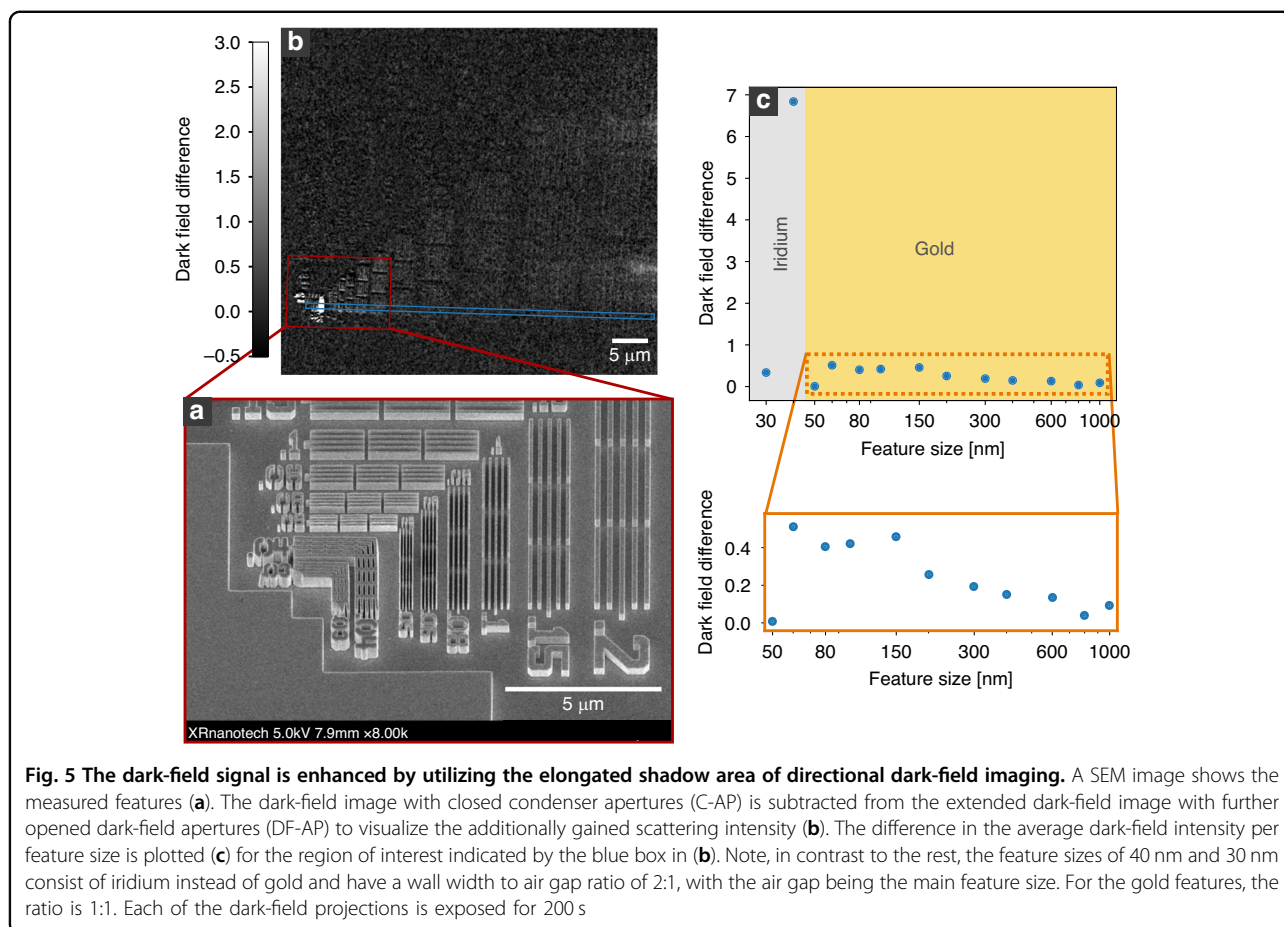 3.0
2.5
2.0
1.5
1.0
0.5
0.0
−0.5
Dark field difference
b
5 μm
a
15
2
1
5 μm
XRnanotech 5.0kV 7.9mm ×8.00k
c
7
6
5
4
3
2
1
0
Dark field difference
Iridium
Gold
30 50 80 150 300 600 1000
Feature size [nm]
0.4
0.2
0.0
Dark field difference
50 80 150 300 600 1000
Feature size [nm]
Fig. 5 The dark-field signal is enhanced by utilizing the elongated shadow area of directional dark-field imaging. A SEM image shows the
measured features (a). The dark-field image with closed condenser apertures (C-AP) is subtracted from the extended dark-field image with further
opened dark-field apertures (DF-AP) to visualize the additionally gained scattering intensity (b). The difference in the average dark-field intensity per
feature size is plotted (c) for the region of interest indicated by the blue box in (b). Note, in contrast to the rest, the feature sizes of 40 nm and 30 nm
consist of iridium instead of gold and have a wall width to air gap ratio of 2:1, with the air gap being the main feature size. For the gold features, the
ratio is 1:1. Each of the dark-field projections is exposed for 200 s